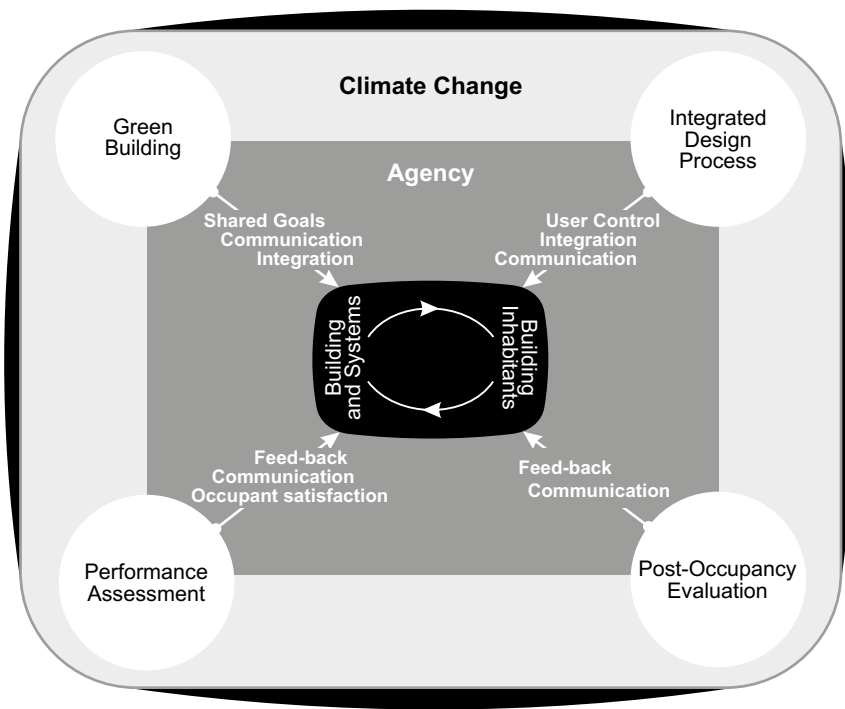 Climate Change
Green
Building
Integrated
Design
Process
Agency
Shared Goals
Communication
Integration
User Control
Integration
Communication
Building
and Systems
Building
Inhabitants
Feed-back
Communication
Occupant satisfaction
Feed-back
Communication
Performance
Assessment
Post-Occupancy
Evaluation